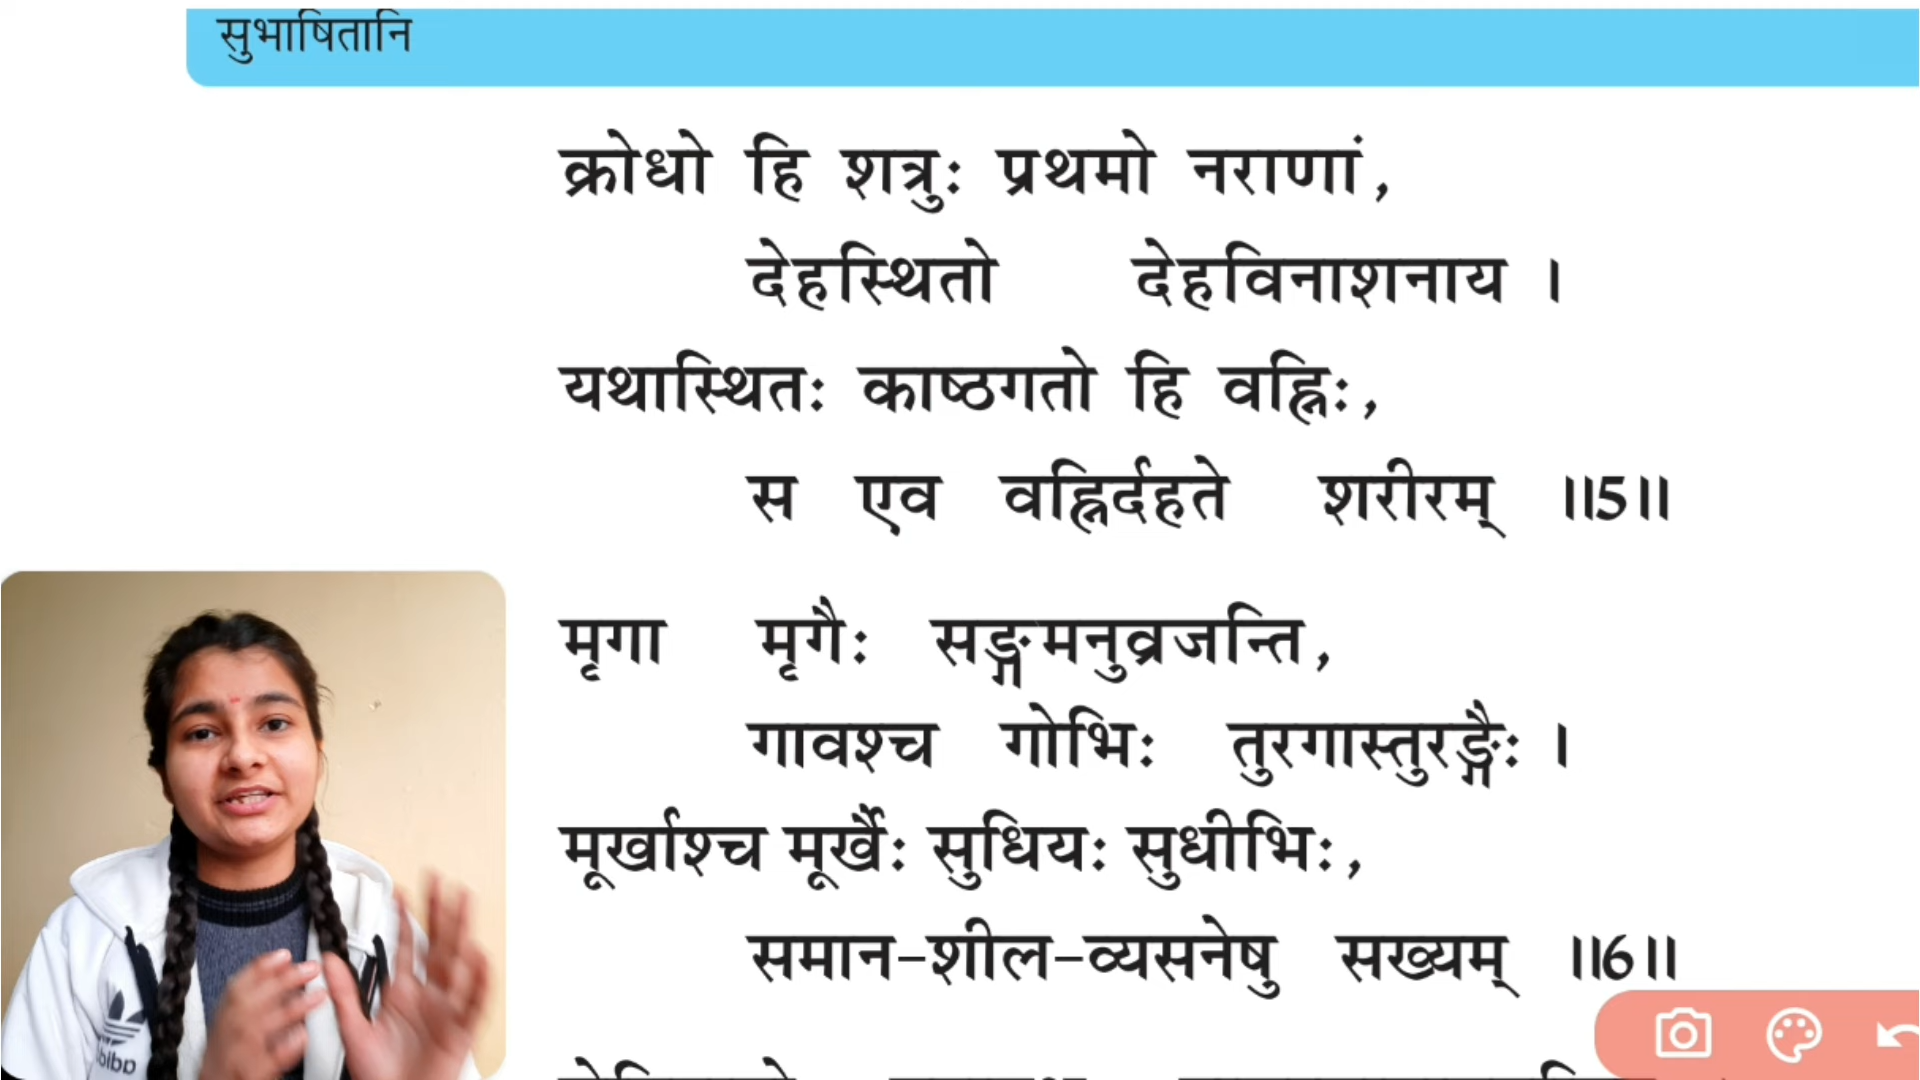 सुभाषितानि
क्रोधो हि शत्रुः प्रथमो नराणां,
देहस्थितो देहविनाशनाय ।
यथास्थितः काष्ठगतो हि वह्निः,
स एव वह्निर्दहते शरीरम् ॥5॥
मृगा मृगैः सङ्गमनुव्रजन्ति,
गावश्च गोभिः तुरगास्तुरङ्गैः ।
मूर्खाश्च मूर्खैः सुधियः सुधीभिः,
समान-शील-व्यसनेषु सख्यम् ॥6॥